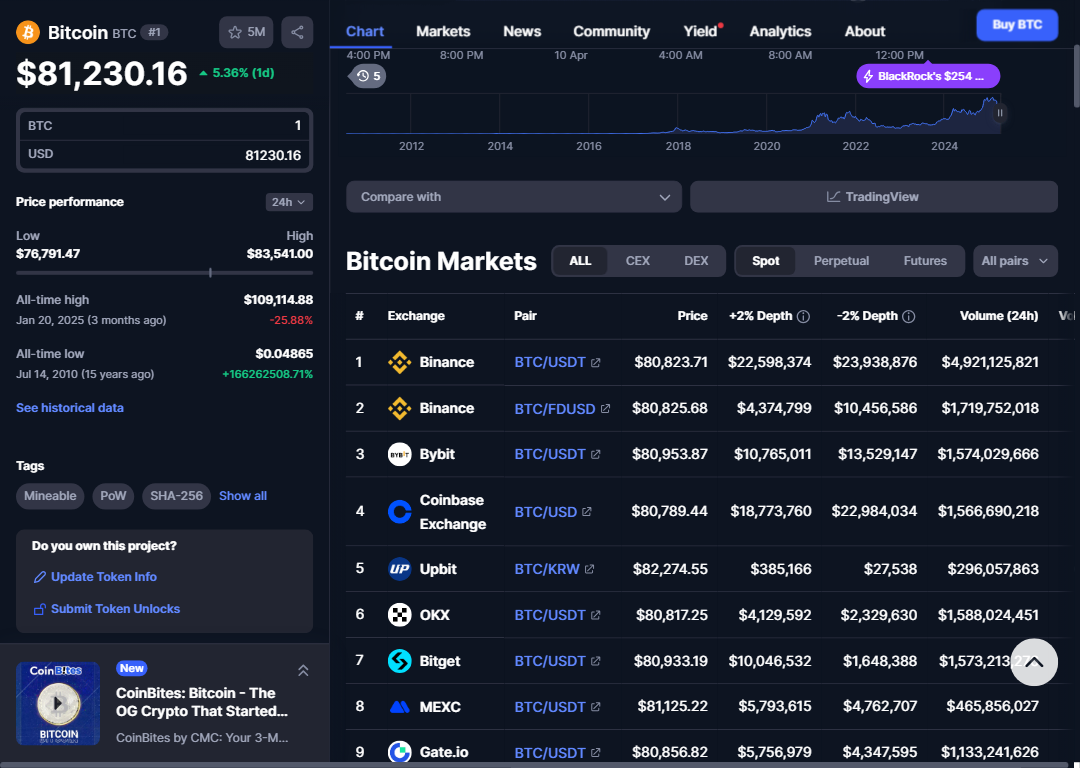 Bitcoin BTC #1 5M
$81,230.16 5.36% (1d)
BTC 1
USD 81230.16
Price performance 24h
Low High
$76,791.47 $83,541.00
All-time high $109,114.88
Jan 20, 2025 (3 months ago) -25.88%
All-time low $0.04865
Jul 14, 2010 (15 years ago) +166262508.71%
See historical data
Tags
Mineable PoW SHA-256 Show all
Do you own this project?
Update Token Info
Submit Token Unlocks
CoinBites
BITCOIN
New
CoinBites: Bitcoin - The
OG Crypto That Started...
CoinBites by CMC: Your 3-M...
Chart Markets News Community Yield Analytics About Buy BTC
4:00 PM 8:00 PM 10 Apr 4:00 AM 8:00 AM 12:00 PM
5 BlackRock's $254 ...
2012 2014 2016 2018 2020 2022 2024
Compare with TradingView
Bitcoin Markets ALL CEX DEX Spot Perpetual Futures All pairs
# Exchange Pair Price +2% Depth -2% Depth Volume (24h)
1 Binance BTC/USDT $80,823.71 $22,598,374 $23,938,876 $4,921,125,821
2 Binance BTC/FDUSD $80,825.68 $4,374,799 $10,456,586 $1,719,752,018
3 BYBIT Bybit BTC/USDT $80,953.87 $10,765,011 $13,529,147 $1,574,029,666
4 Coinbase Exchange BTC/USD $80,789.44 $18,773,760 $22,984,034 $1,566,690,218
5 UP Upbit BTC/KRW $82,274.55 $385,166 $27,538 $296,057,863
6 OKX BTC/USDT $80,817.25 $4,129,592 $2,329,630 $1,588,024,451
7 Bitget BTC/USDT $80,933.19 $10,046,532 $1,648,388 $1,573,213,
8 MEXC BTC/USDT $81,125.22 $5,793,615 $4,762,707 $465,856,027
9 Gate.io BTC/USDT $80,856.82 $5,756,979 $4,347,595 $1,133,241,626